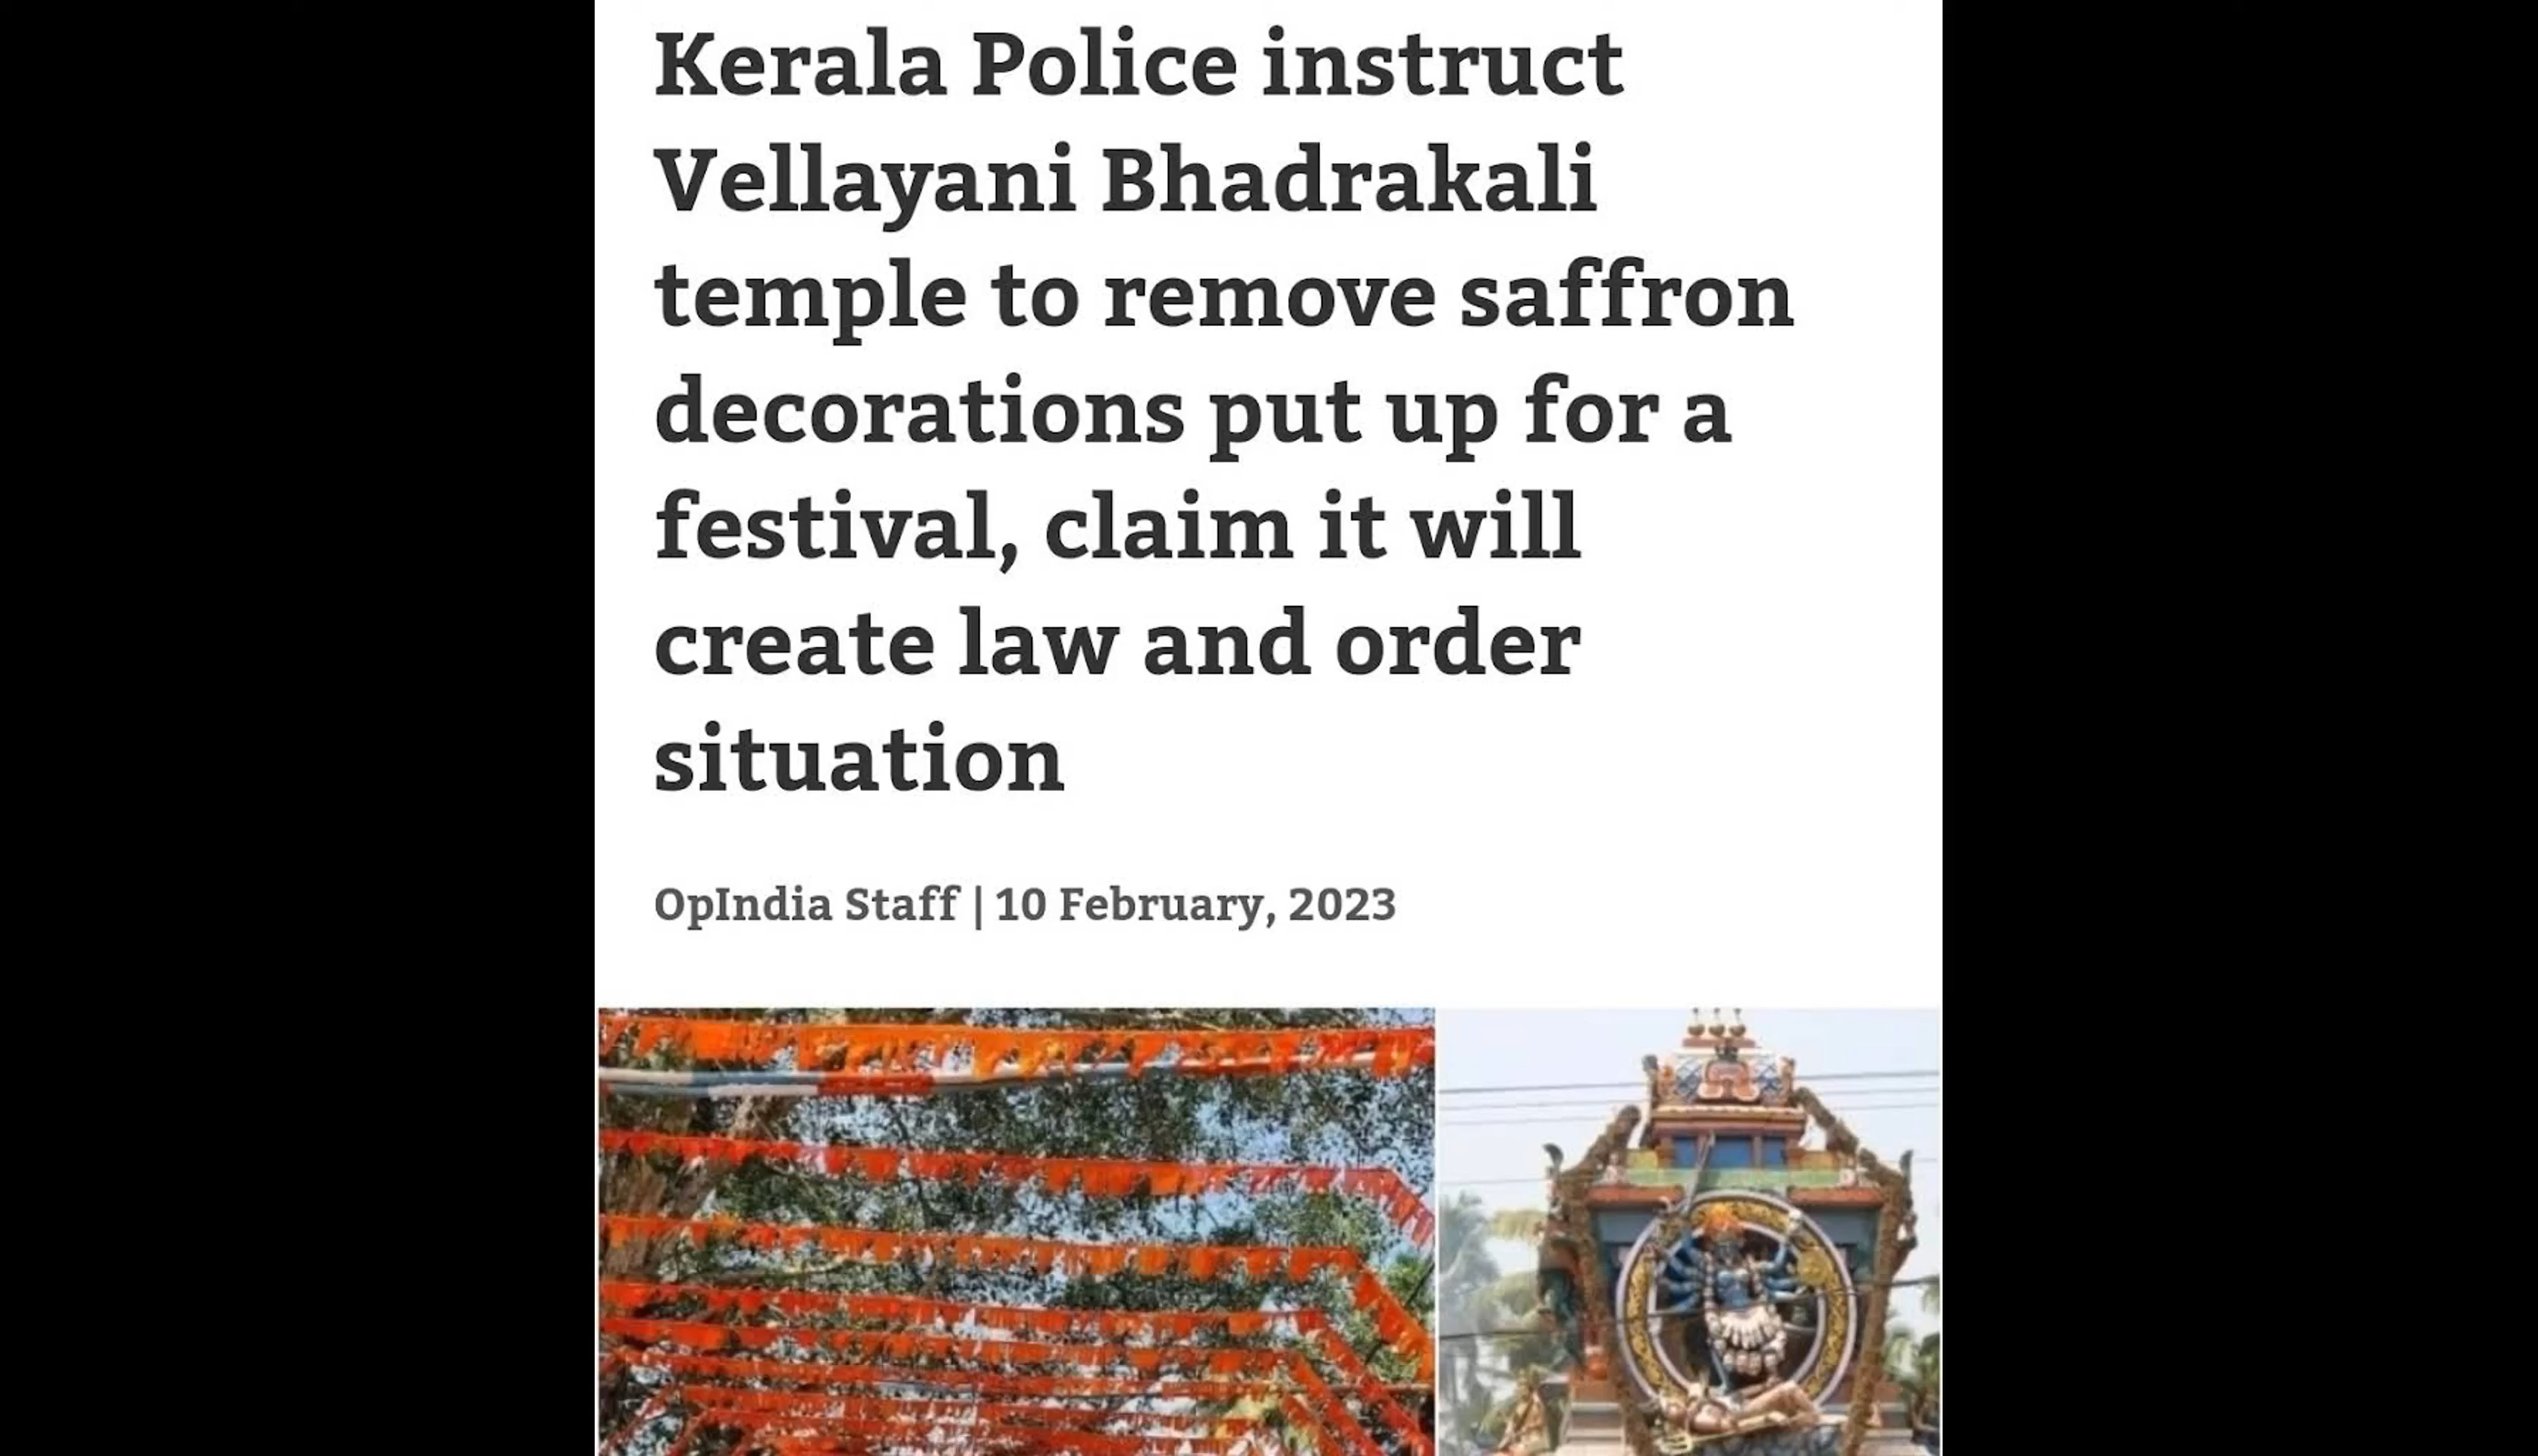 Kerala Police instruct
Vellayani Bhadrakali
temple to remove saffron
decorations put up for a
festival, claim it will
create law and order
situation
OpIndia Staff | 10 February, 2023